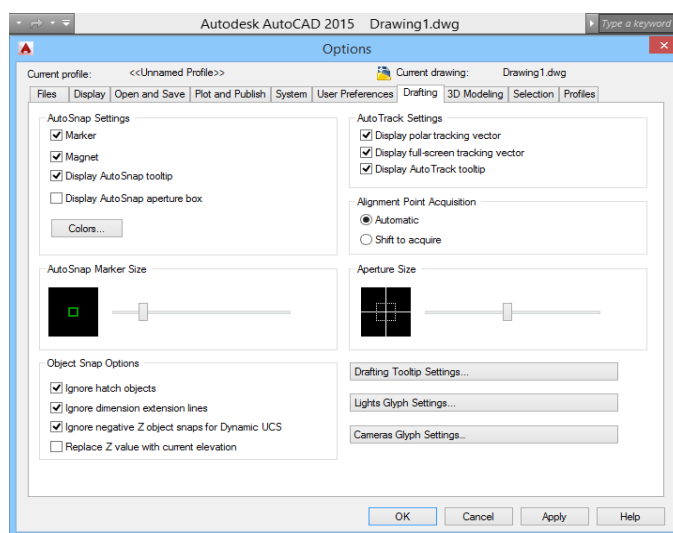 Autodesk AutoCAD 2015 Drawing1.dwg
Type a keyword
Options
Current profile: <<Unnamed Profile>> Current drawing: Drawing1.dwg
Files Display Open and Save Plot and Publish System User Preferences Drafting 3D Modeling Selection Profiles
AutoSnap Settings
Marker
Magnet
Display AutoSnap tooltip
Display AutoSnap aperture box
Colors...
AutoTrack Settings
Display polar tracking vector
Display full-screen tracking vector
Display AutoTrack tooltip
Alignment Point Acquisition
Automatic
Shift to acquire
AutoSnap Marker Size
Aperture Size
Object Snap Options
Ignore hatch objects
Ignore dimension extension lines
Ignore negative Z object snaps for Dynamic UCS
Replace Z value with current elevation
Drafting Tooltip Settings...
Lights Glyph Settings...
Cameras Glyph Settings...
OK Cancel Apply Help